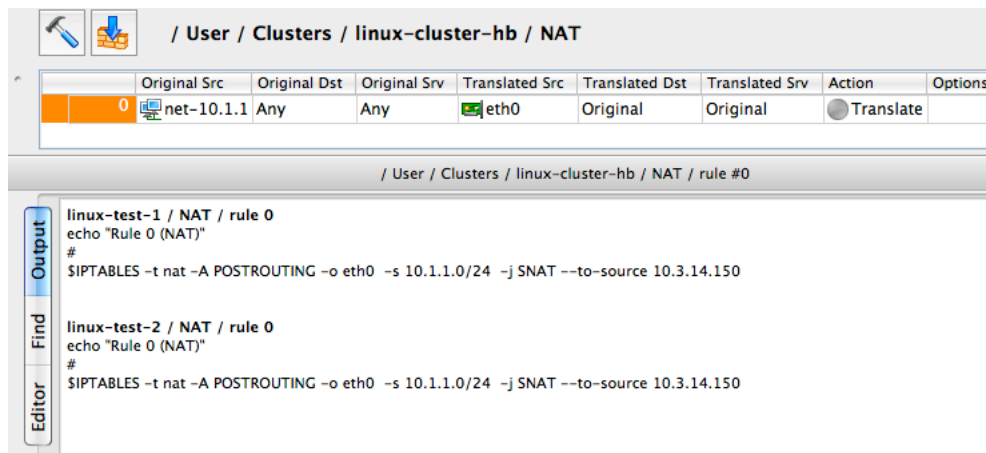 / User / Clusters / linux-cluster-hb / NAT
Original Src Original Dst Original Srv Translated Src Translated Dst Translated Srv Action Options
0 net-10.1.1 Any Any eth0 Original Original Translate
/ User / Clusters / linux-cluster-hb / NAT / rule #0
Output
Find
Editor
linux-test-1 / NAT / rule 0
echo "Rule 0 (NAT)"
#
$IPTABLES -t nat -A POSTROUTING -o eth0 -s 10.1.1.0/24 -j SNAT --to-source 10.3.14.150
linux-test-2 / NAT / rule 0
echo "Rule 0 (NAT)"
#
$IPTABLES -t nat -A POSTROUTING -o eth0 -s 10.1.1.0/24 -j SNAT --to-source 10.3.14.150